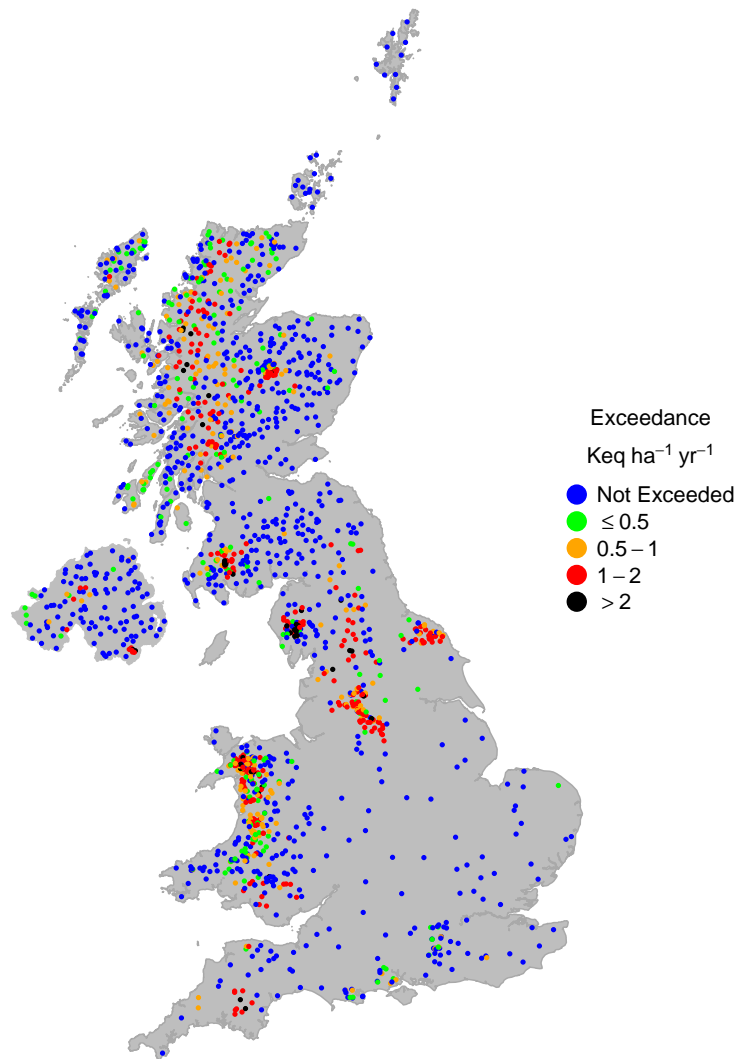 Exceedance
Keq ha⁻¹ yr⁻¹
Not Exceeded
≤ 0.5
0.5 − 1
1 − 2
> 2